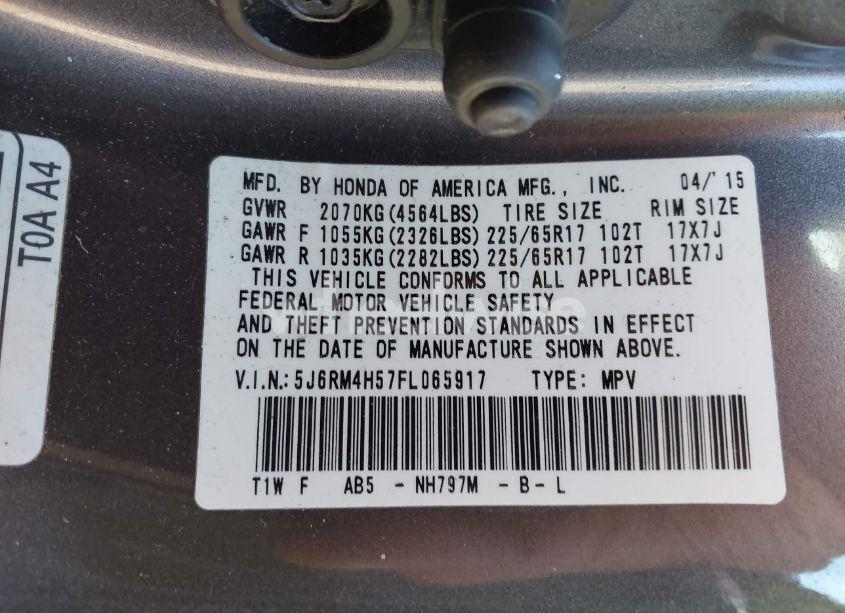 T0A A4
MFD. BY HONDA OF AMERICA MFG., INC. 04/'15
GVWR 2070KG(4564LBS) TIRE SIZE RIM SIZE
GAWR F 1055KG(2326LBS) 225/65R17 102T 17X7J
GAWR R 1035KG(2282LBS) 225/65R17 102T 17X7J
THIS VEHICLE CONFORMS TO ALL APPLICABLE
FEDERAL MOTOR VEHICLE SAFETY
AND THEFT PREVENTION STANDARDS IN EFFECT
ON THE DATE OF MANUFACTURE SHOWN ABOVE.
V.I.N.:5J6RM4H57FL065917 TYPE: MPV
T1W F AB5 - NH797M - B - L